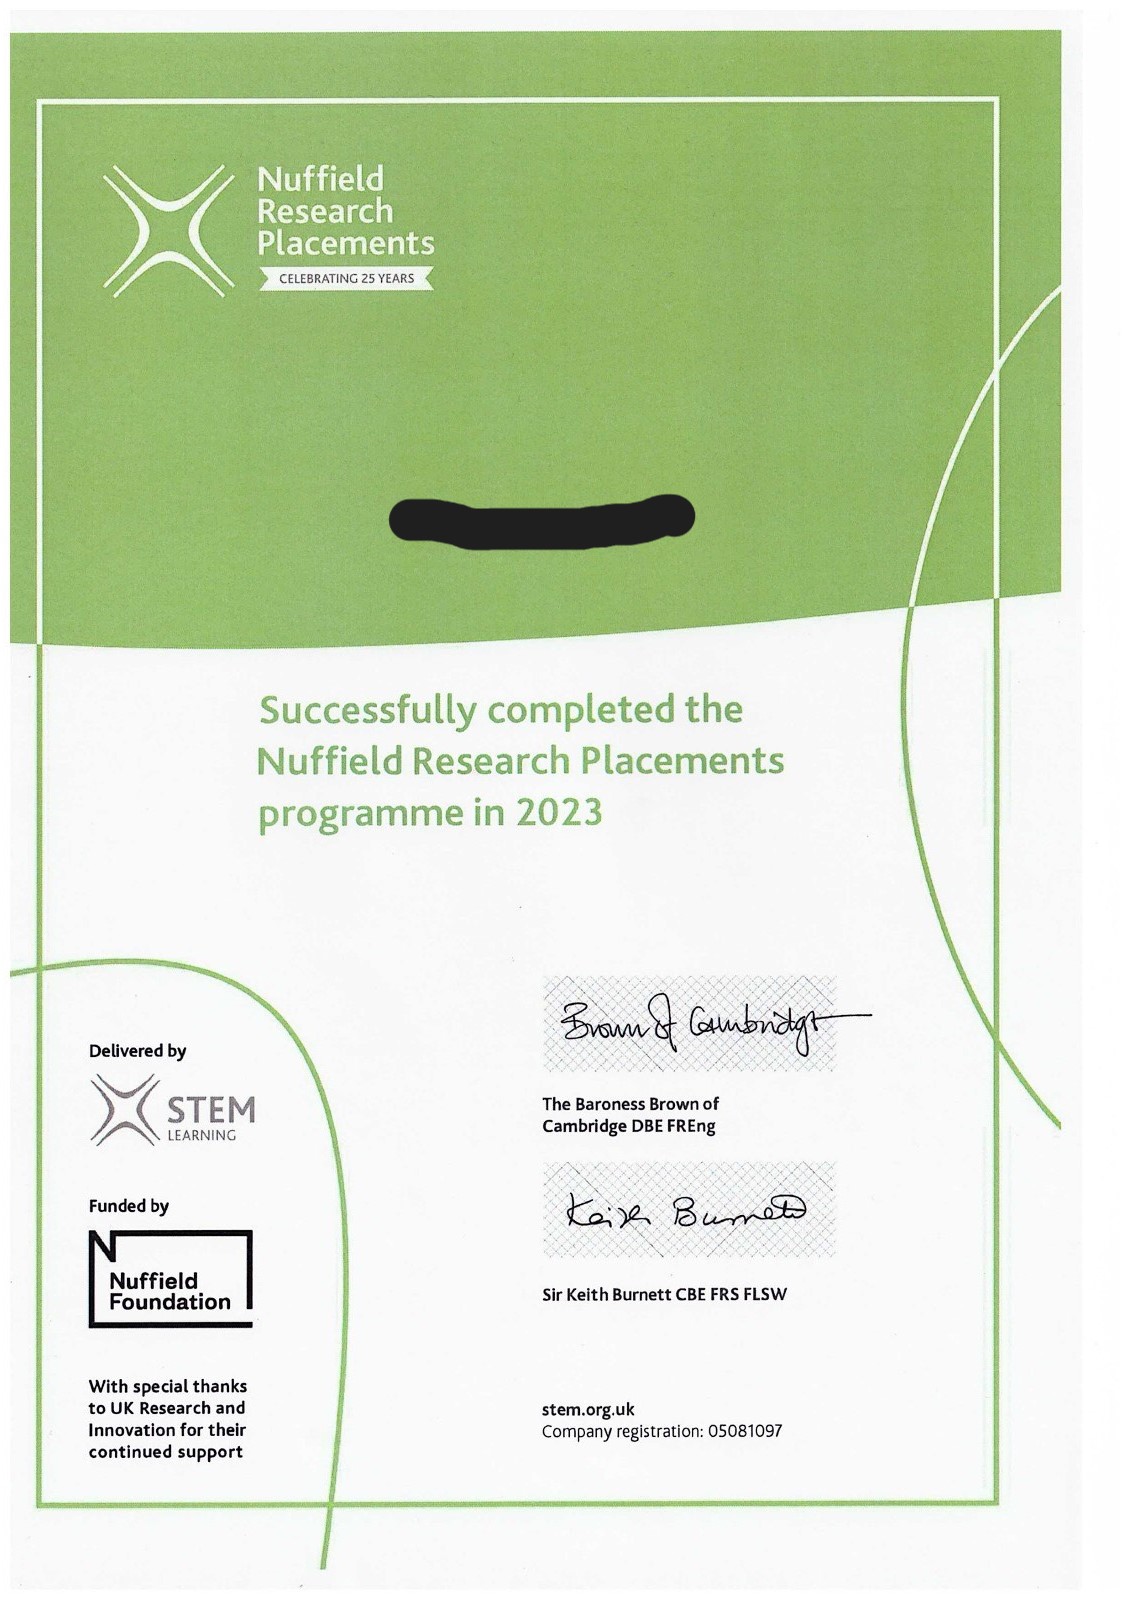 Nuffield
Research
Placements
CELEBRATING 25 YEARS
Successfully completed the
Nuffield Research Placements
programme in 2023
Delivered by
STEM
LEARNING
Funded by
N
Nuffield
Foundation
With special thanks
to UK Research and
Innovation for their
continued support
Brown of Cambridge
The Baroness Brown of
Cambridge DBE FREng
Keith Burnett
Sir Keith Burnett CBE FRS FLSW
stem.org.uk
Company registration: 05081097